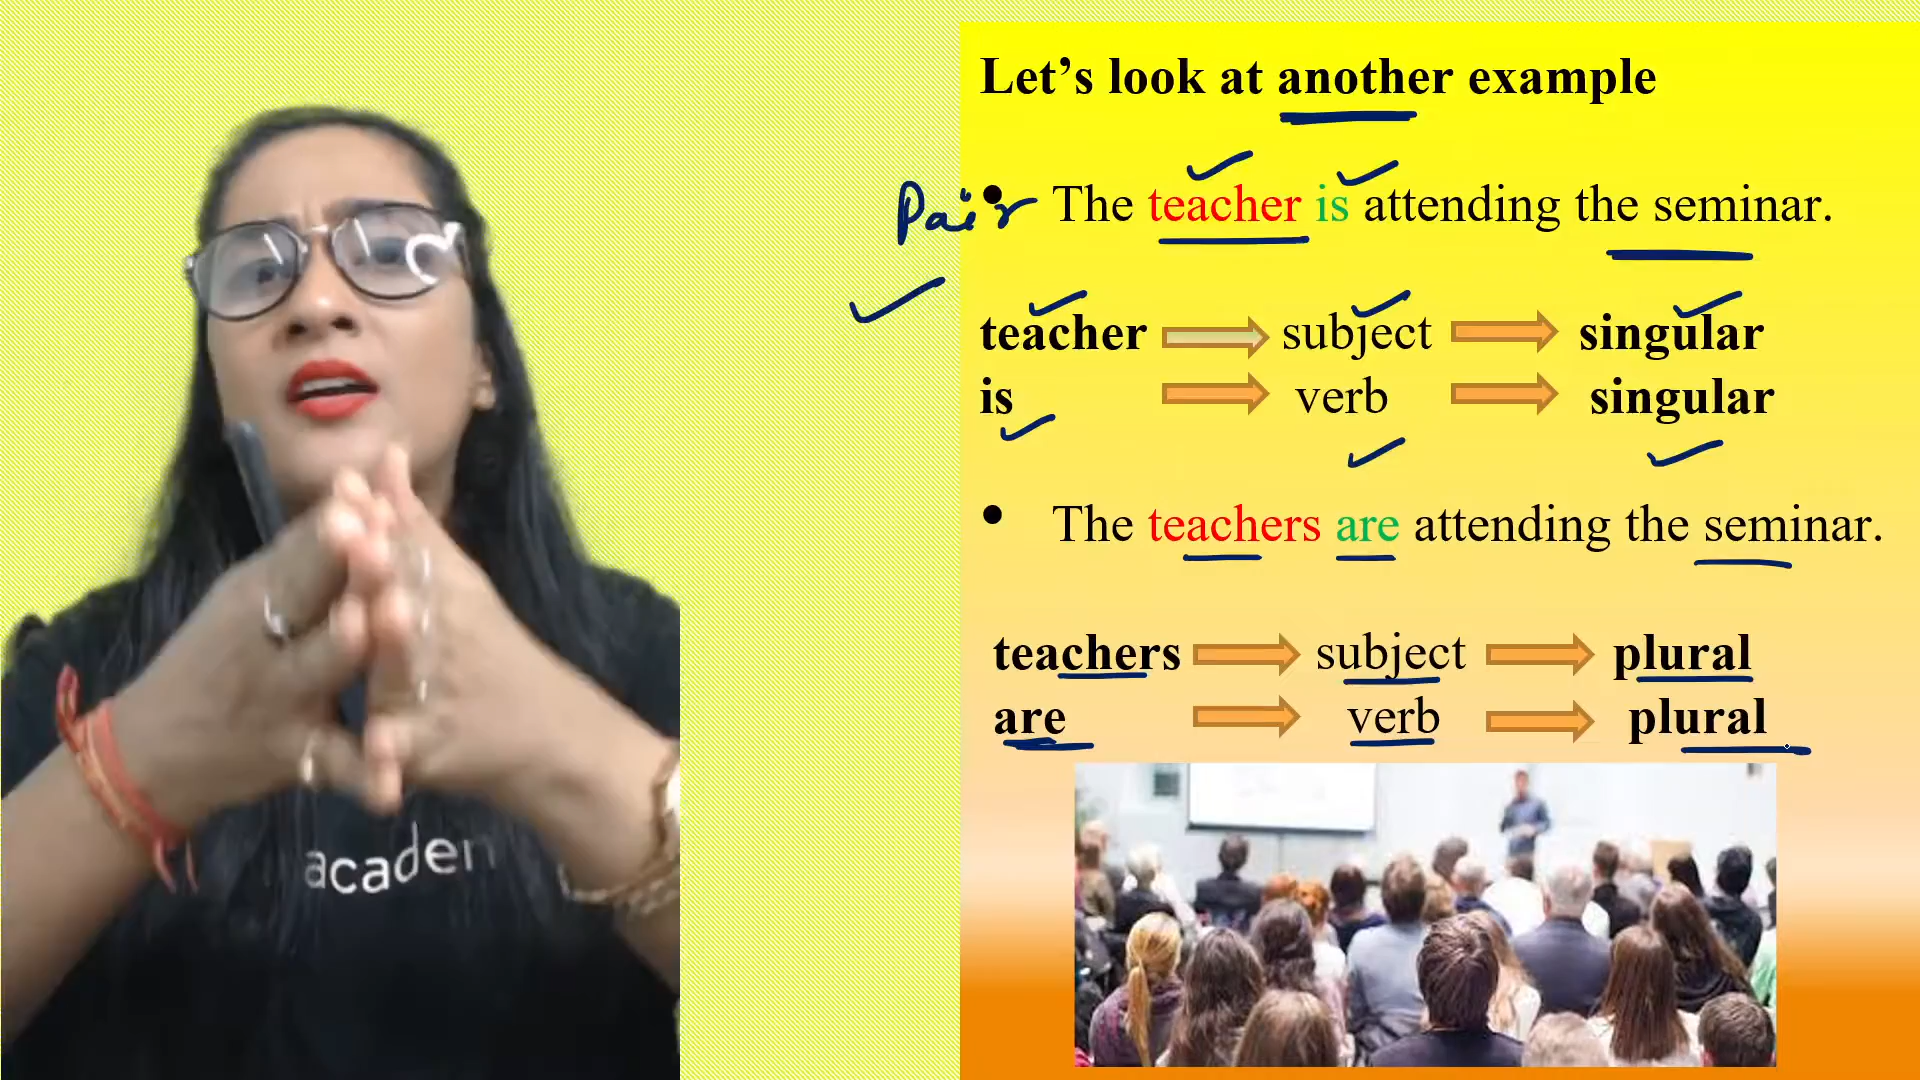 Let’s look at another example
Pair
• The teacher is attending the seminar.
teacher subject singular
is verb singular
• The teachers are attending the seminar.
teachers subject plural
are verb plural
acaden